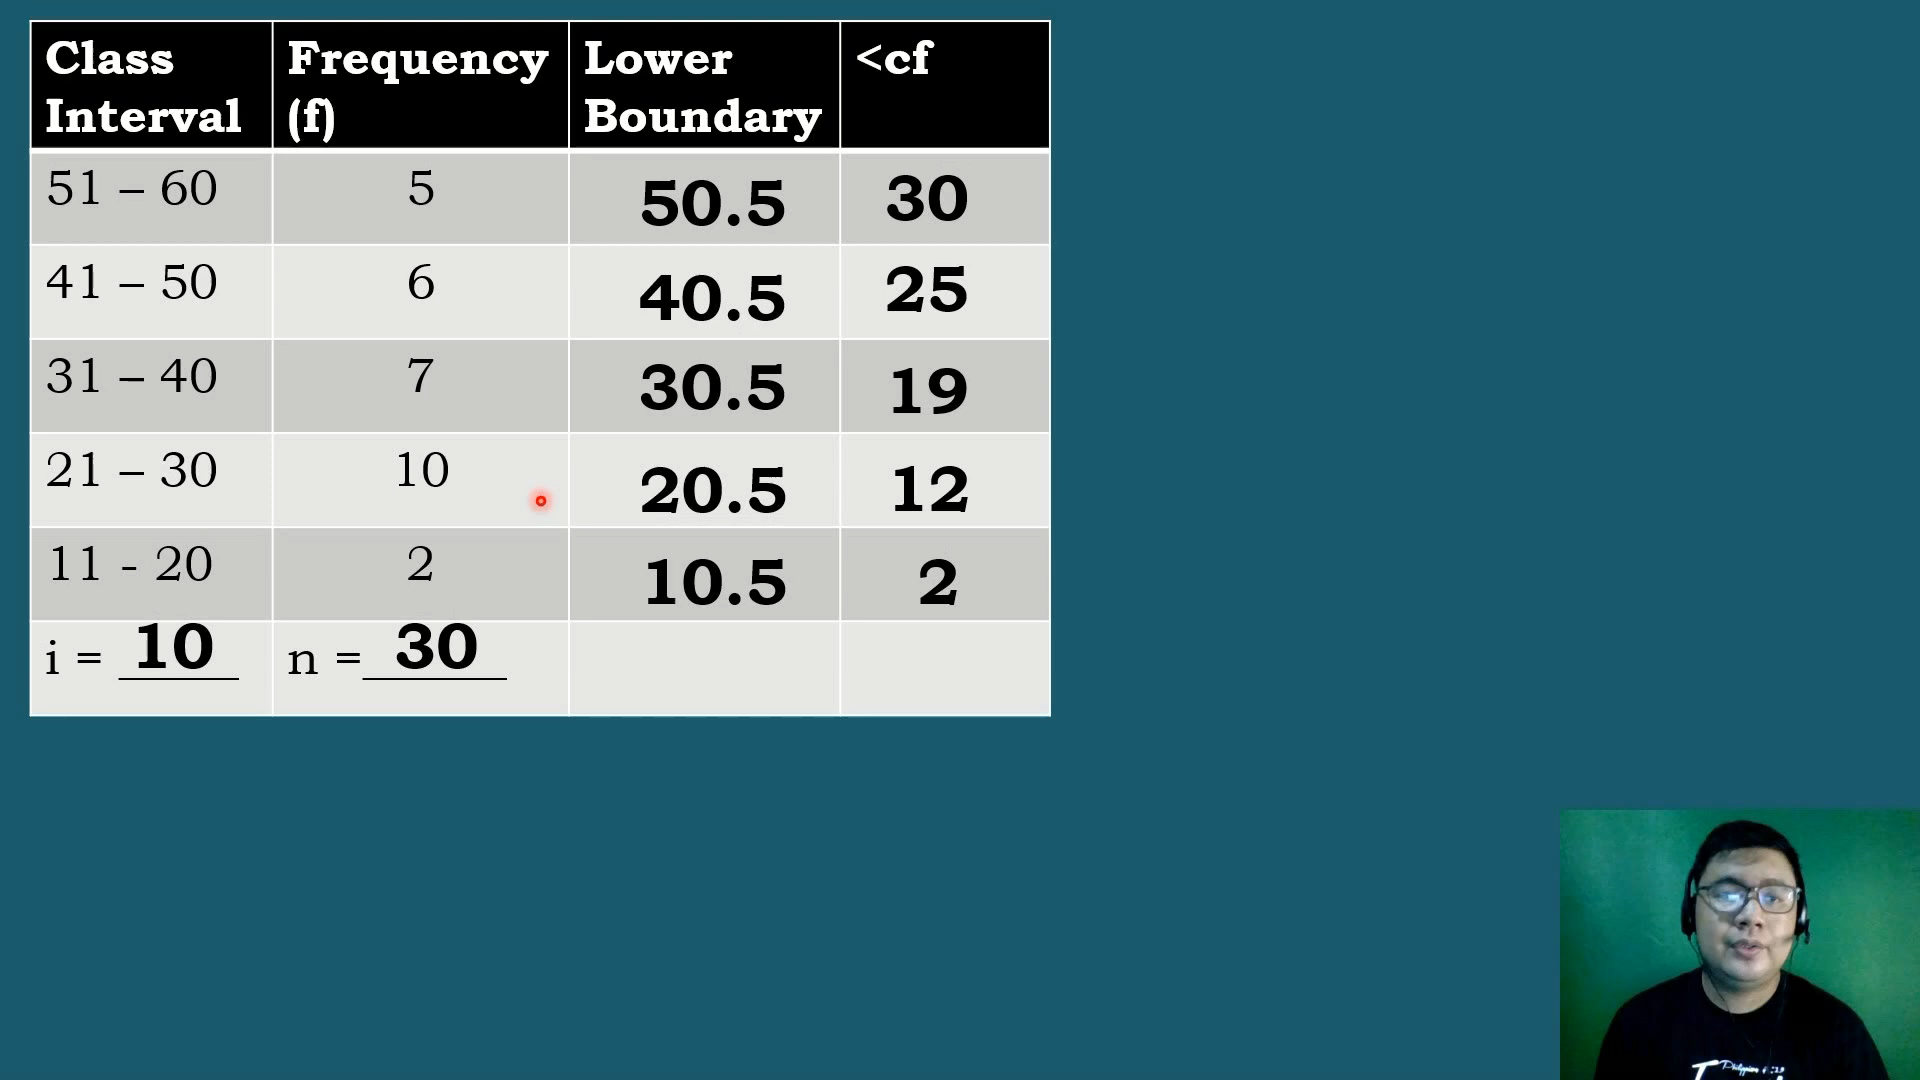 Class Interval | Frequency (f) | Lower Boundary | <cf
51 – 60 | 5 | 50.5 | 30
41 – 50 | 6 | 40.5 | 25
31 – 40 | 7 | 30.5 | 19
21 – 30 | 10 | 20.5 | 12
11 - 20 | 2 | 10.5 | 2
i = 10 | n = 30